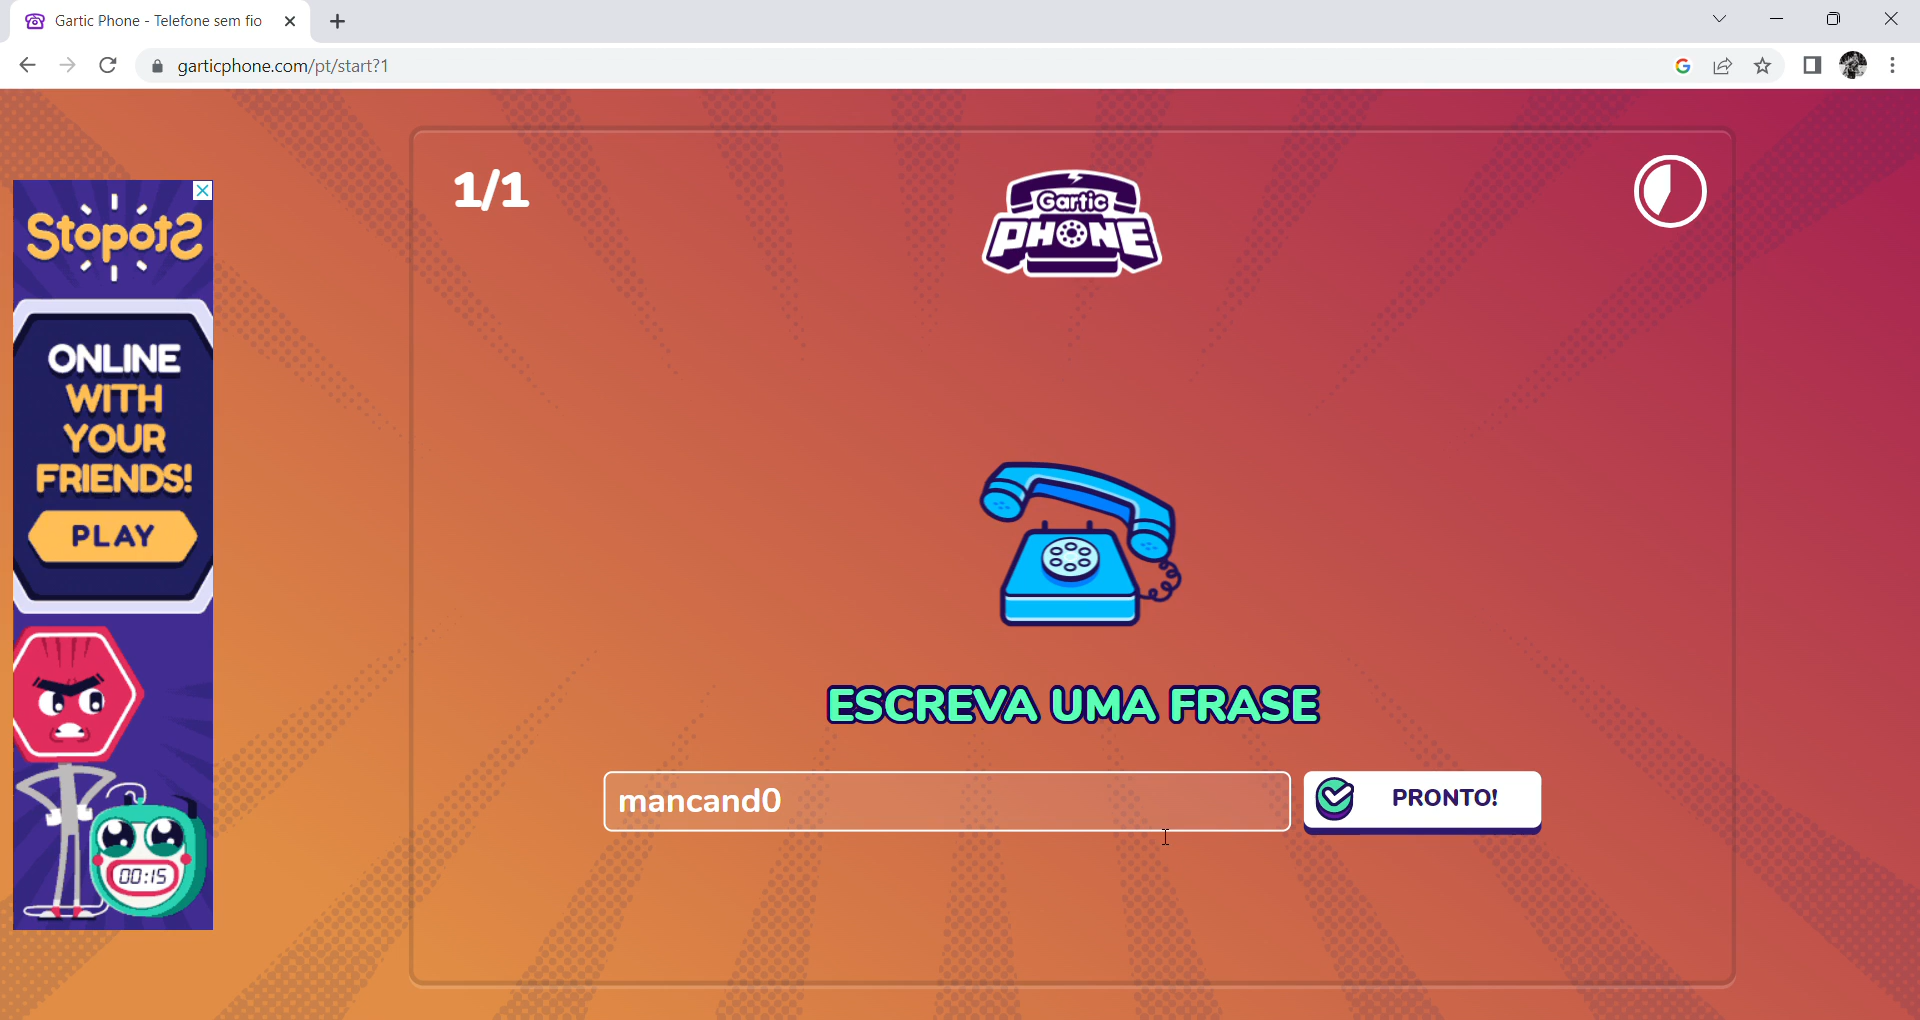 Gartic Phone - Telefone sem fio
garticphone.com/pt/start?1
1/1
Gartic
PHONE
StopotS
ONLINE
WITH
YOUR
FRIENDS!
PLAY
00:15
ESCREVA UMA FRASE
mancand0
PRONTO!